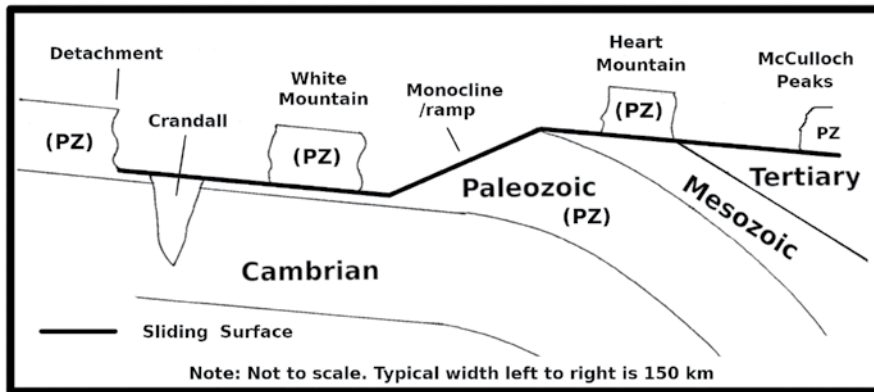 Detachment
White
Mountain
Monocline
/ramp
Heart
Mountain
McCulloch
Peaks
(PZ)
Crandall
(PZ)
(PZ)
PZ
Paleozoic
(PZ)
Mesozoic
Tertiary
Cambrian
Sliding Surface
Note: Not to scale. Typical width left to right is 150 km